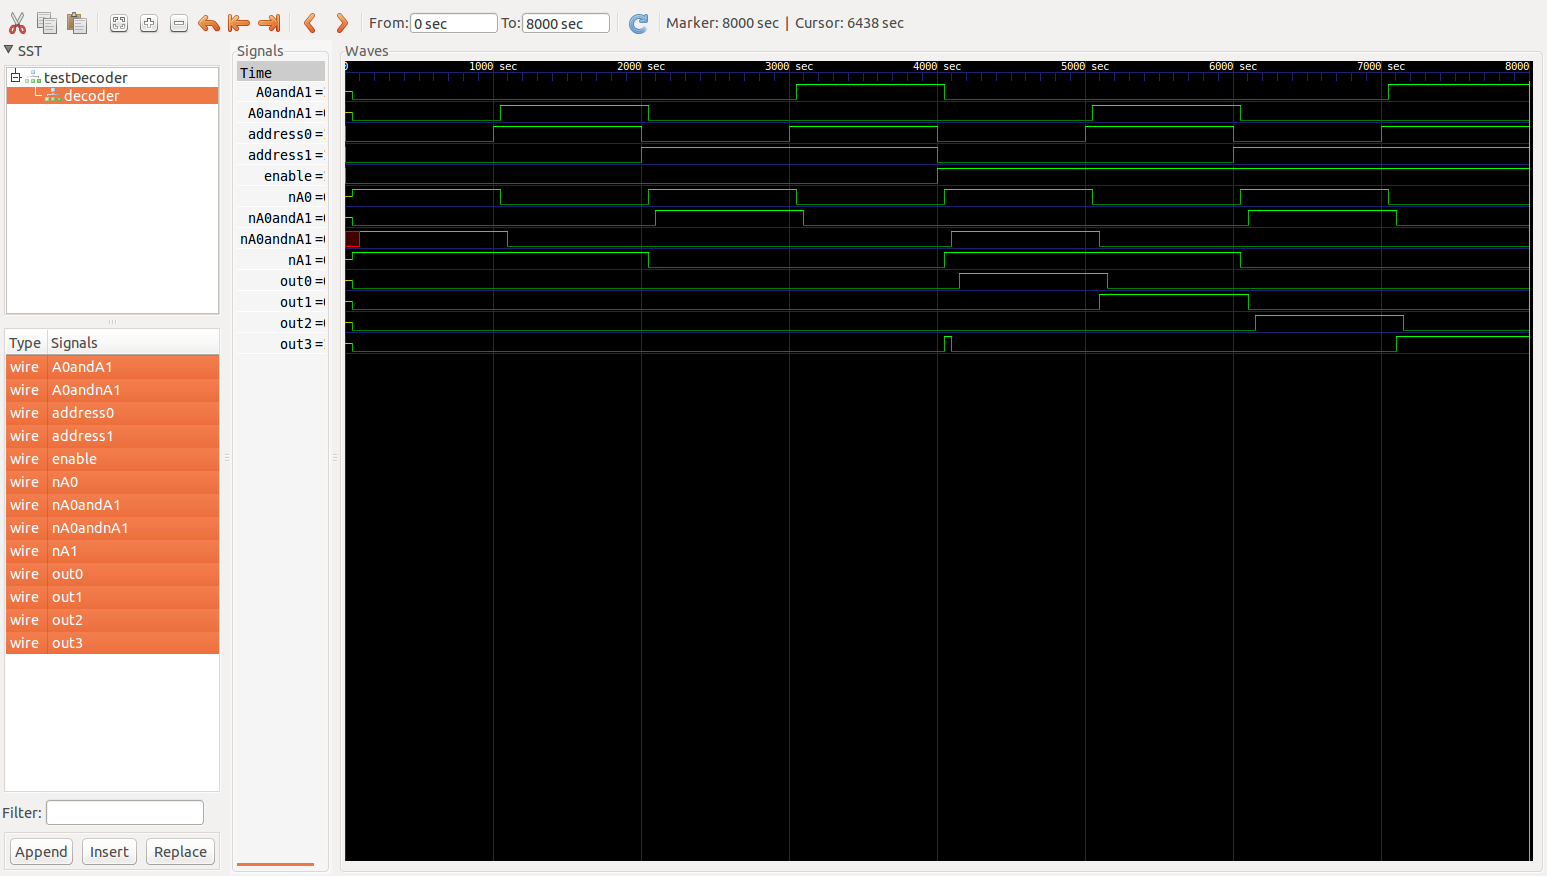 From: 0 sec To: 8000 sec Marker: 8000 sec | Cursor: 6438 sec
SST
testDecoder
decoder
Type Signals
wire A0andA1
wire A0andnA1
wire address0
wire address1
wire enable
wire nA0
wire nA0andA1
wire nA0andnA1
wire nA1
wire out0
wire out1
wire out2
wire out3
Filter:
Append Insert Replace
Signals
Time
A0andA1=
A0andnA1=
address0=
address1=
enable=
nA0=
nA0andA1=
nA0andnA1=
nA1=
out0=
out1=
out2=
out3=
Waves
1000 sec 2000 sec 3000 sec 4000 sec 5000 sec 6000 sec 7000 sec 8000